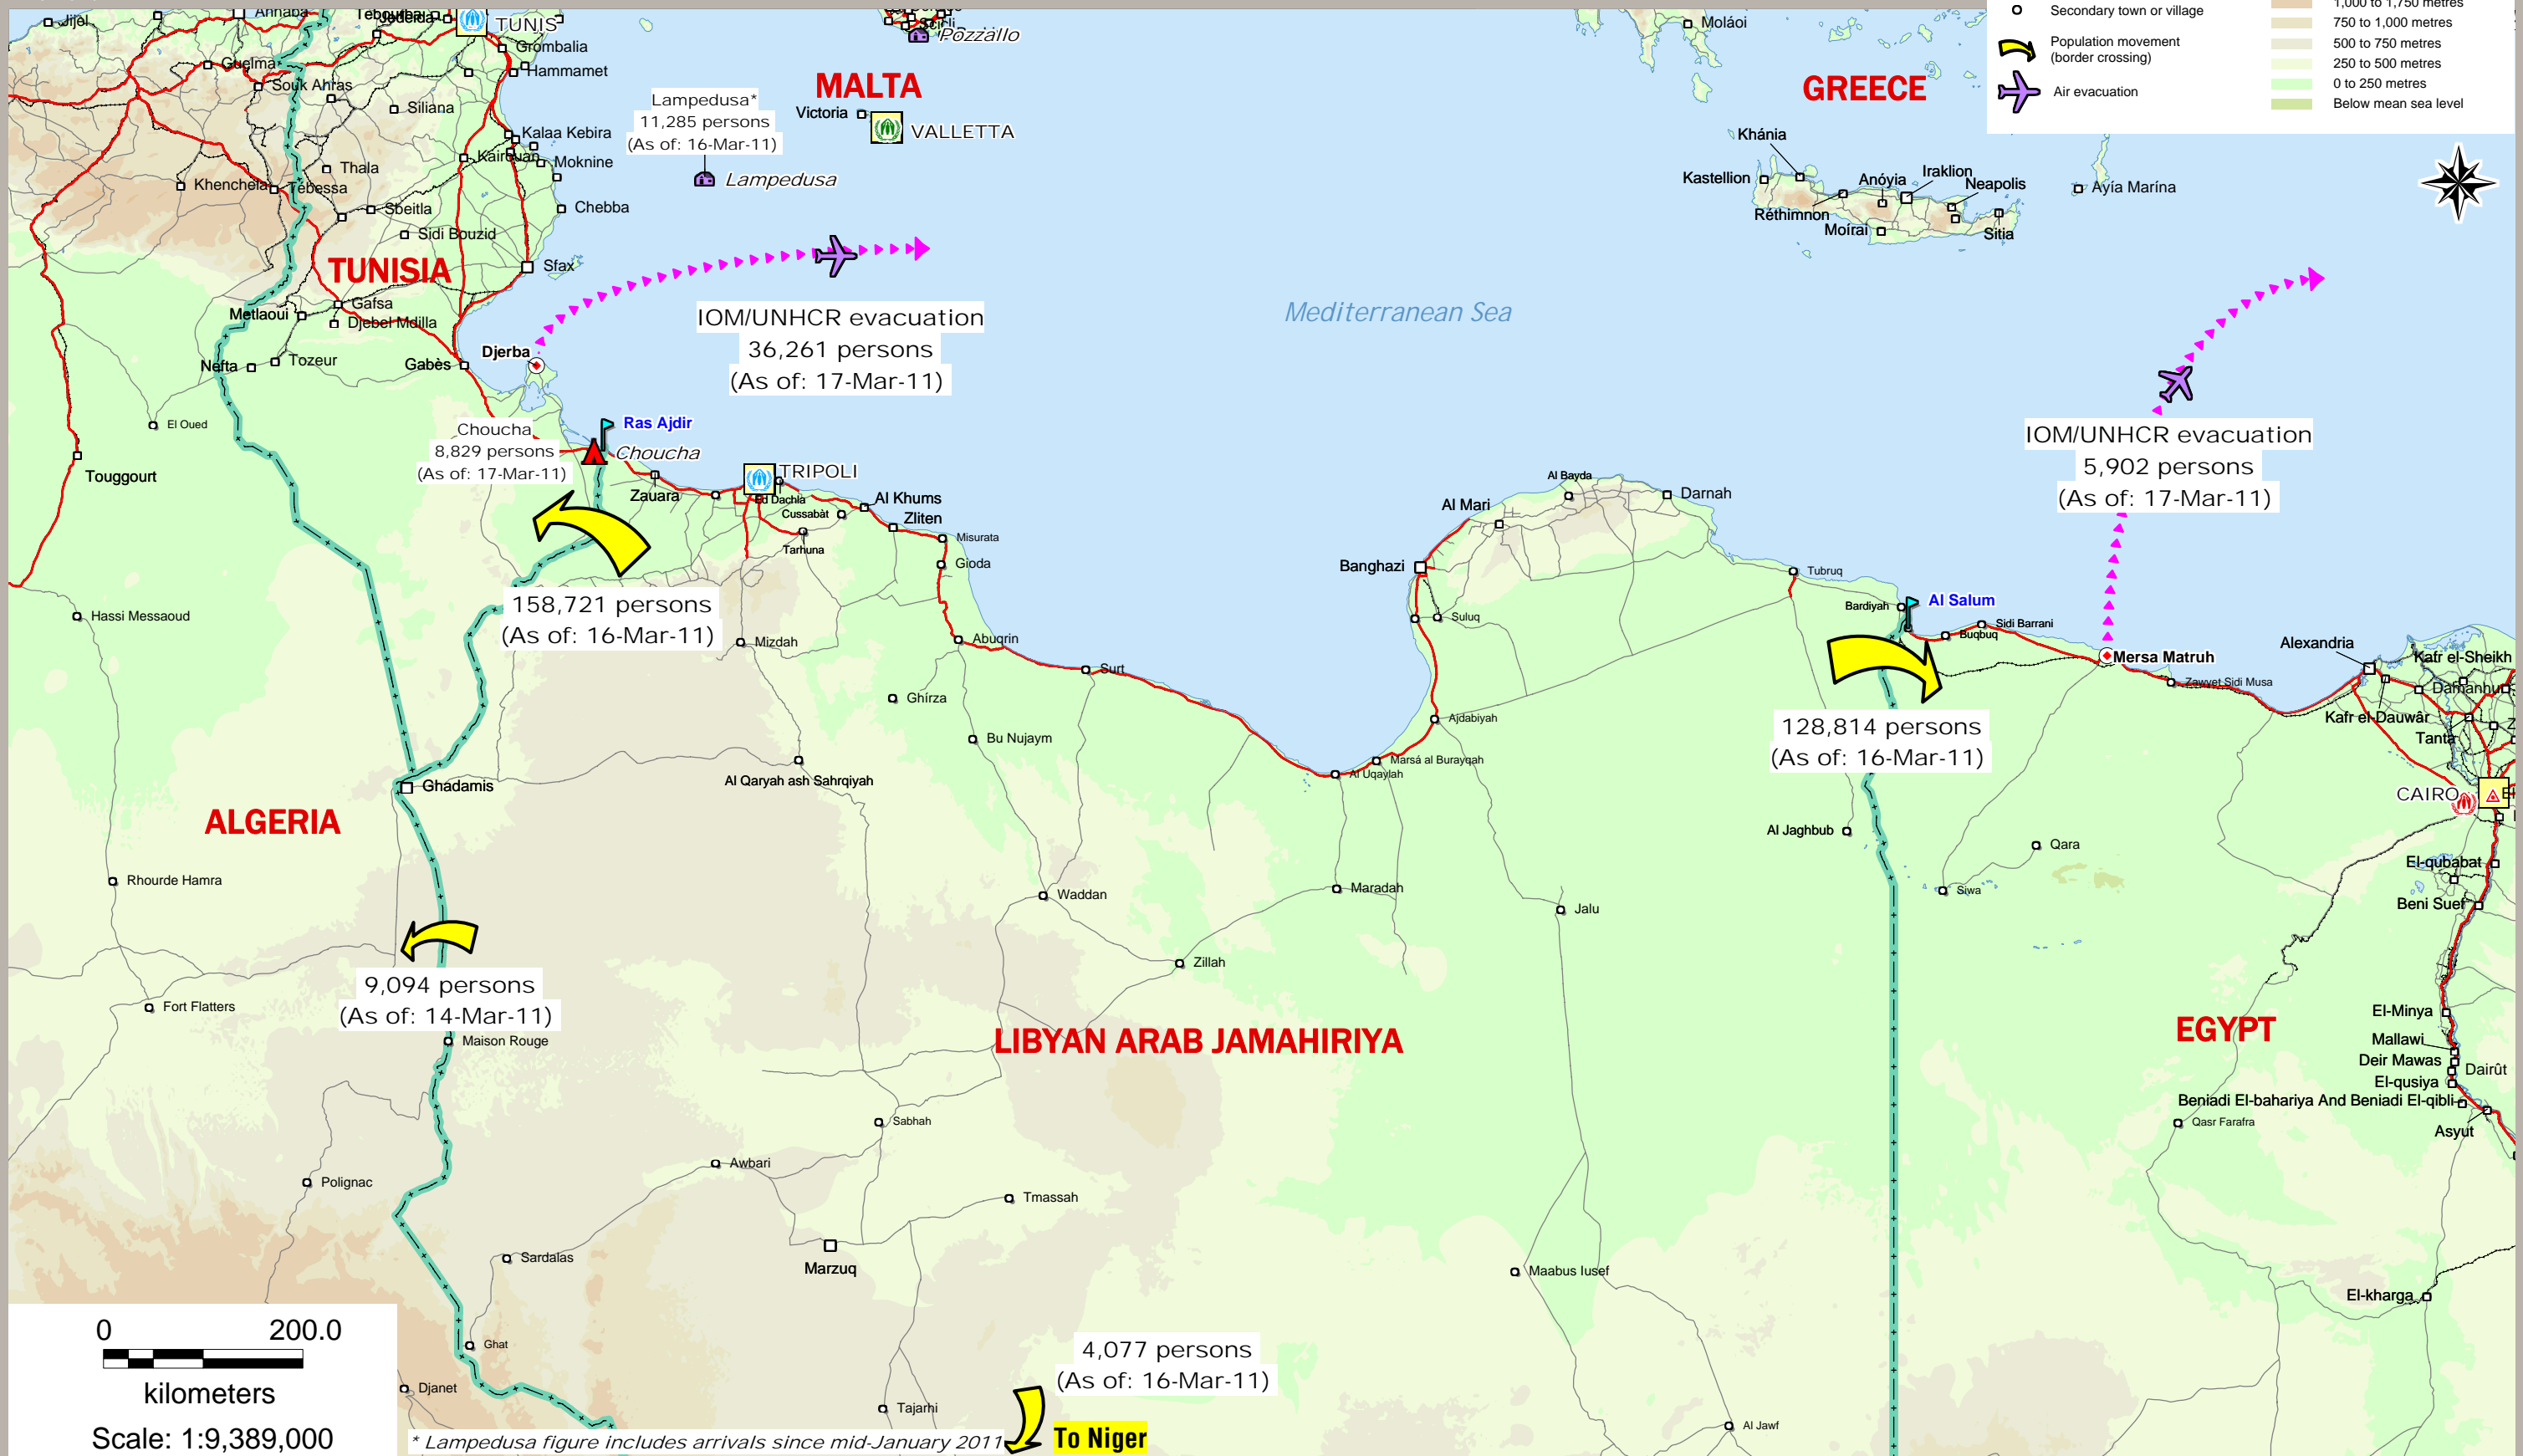 Jijel
Annaba
Tebourba
Jedeida
TUNIS
Scicli
Pozzallo
Moláoi
Secondary town or village
Population movement
(border crossing)
Air evacuation
1,000 to 1,750 metres
750 to 1,000 metres
500 to 750 metres
250 to 500 metres
0 to 250 metres
Below mean sea level
Guelma
Grombalia
Hammamet
Souk Ahras
Siliana
MALTA
GREECE
Lampedusa*
11,285 persons
(As of: 16-Mar-11)
Victoria
VALLETTA
Kalaa Kebira
Kairouan
Moknine
Thala
Khenchela
Tébessa
Lampedusa
Sbeitla
Chebba
Sidi Bouzid
Khánia
Kastellion
Anóyia
Iraklion
Neapolis
Réthimnon
Moírai
Sitia
Ayía Marína
TUNISIA
Sfax
Gafsa
Metlaoui
Djebel Mdilla
Mediterranean Sea
IOM/UNHCR evacuation
36,261 persons
(As of: 17-Mar-11)
Djerba
Nefta
Tozeur
Gabès
El Oued
Touggourt
Choucha
8,829 persons
(As of: 17-Mar-11)
Ras Ajdir
Choucha
IOM/UNHCR evacuation
5,902 persons
(As of: 17-Mar-11)
TRIPOLI
Zauara
Ed Dachla
Cussabàt
Al Khums
Zliten
Tarhuna
Misurata
Gioda
Al Bayda
Al Mari
Darnah
Banghazi
Tubruq
Suluq
Bardiyah
Al Salum
Buqbuq
Sidi Barrani
Mersa Matruh
Zawyet Sidi Musa
Alexandria
Kafr el-Sheikh
Damanhur
Kafr el-Dauwâr
Tanta
Hassi Messaoud
158,721 persons
(As of: 16-Mar-11)
Mizdah
Abuqrin
Surt
Ghírza
Bu Nujaym
Ajdabiyah
Marsá al Burayqah
Al Uqaylah
128,814 persons
(As of: 16-Mar-11)
Al Qaryah ash Sahrqiyah
Ghadamis
ALGERIA
CAIRO
Al Jaghbub
Qara
El-qubabat
Siwa
Beni Suef
Rhourde Hamra
Waddan
Maradah
Jalu
Zillah
9,094 persons
(As of: 14-Mar-11)
Fort Flatters
Maison Rouge
LIBYAN ARAB JAMAHIRIYA
EGYPT
El-Minya
Mallawi
Deir Mawas
Dairût
El-qusiya
Beniadi El-bahariya And Beniadi El-qibli
Asyut
Qasr Farafra
Sabhah
Awbari
Polignac
Tmassah
Sardalas
Marzuq
Maabus Iusef
El-kharga
0 200.0
kilometers
Scale: 1:9,389,000
Ghat
Djanet
4,077 persons
(As of: 16-Mar-11)
Tajarhi
To Niger
Al Jawf
* Lampedusa figure includes arrivals since mid-January 2011